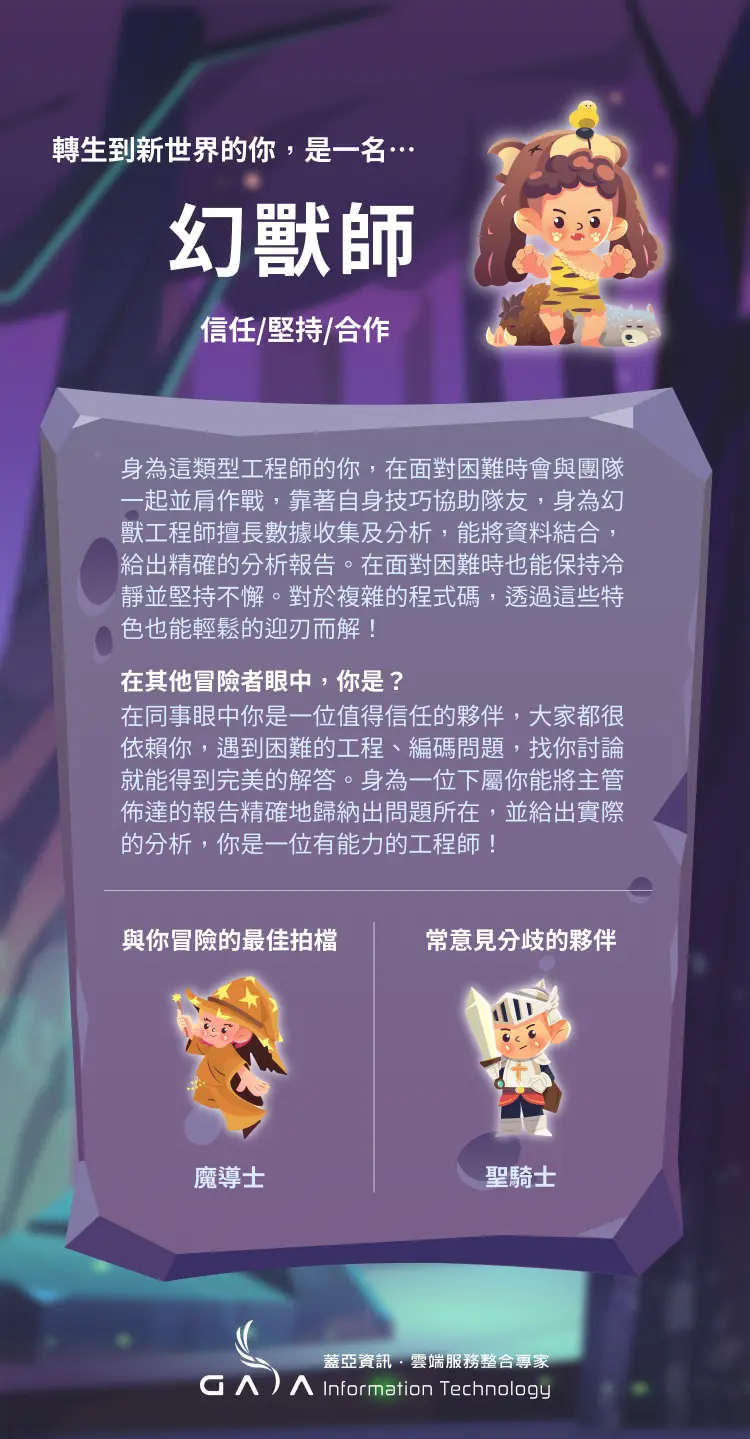 轉生到新世界的你，是一名…
幻獸師
信任/堅持/合作
身為這類型工程師的你，在面對困難時會與團隊
一起並肩作戰，靠著自身技巧協助隊友，身為幻
獸工程師擅長數據收集及分析，能將資料結合，
給出精確的分析報告。在面對困難時也能保持冷
靜並堅持不懈。對於複雜的程式碼，透過這些特
色也能輕鬆的迎刃而解！
在其他冒險者眼中，你是？
在同事眼中你是一位值得信任的夥伴，大家都很
依賴你，遇到困難的工程、編碼問題，找你討論
就能得到完美的解答。身為一位下屬你能將主管
佈達的報告精確地歸納出問題所在，並給出實際
的分析，你是一位有能力的工程師！
與你冒險的最佳拍檔
常意見分歧的夥伴
魔導士
聖騎士
蓋亞資訊．雲端服務整合專家
GAIA Information Technology